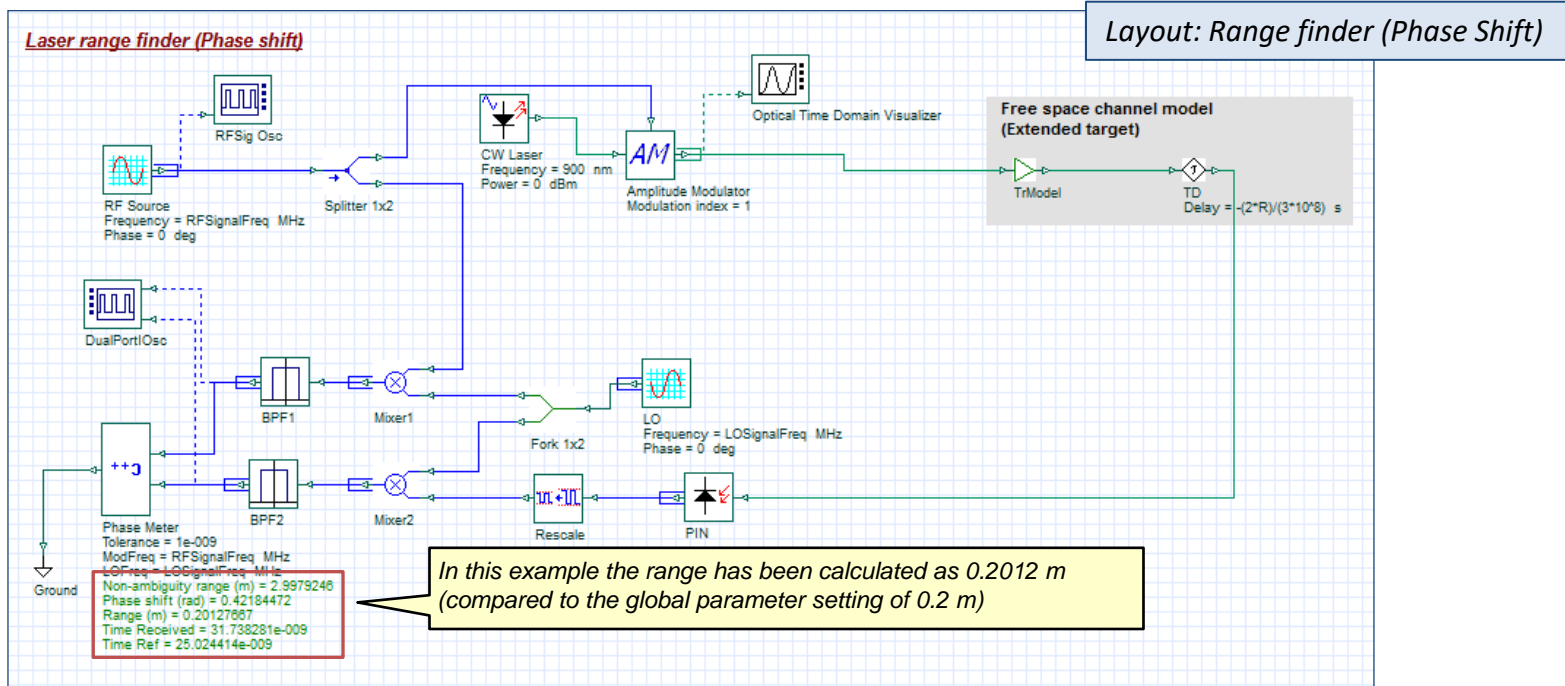 Layout: Range finder (Phase Shift)
Laser range finder (Phase shift)
RFSig Osc
RF Source
Frequency = RFSignalFreq MHz
Phase = 0 deg
Splitter 1x2
CW Laser
Frequency = 900 nm
Power = 0 dBm
AM
Amplitude Modulator
Modulation index = 1
Optical Time Domain Visualizer
Free space channel model
(Extended target)
TrModel
TD
Delay = -(2*R)/(3*10^8) s
DualPortIOsc
BPF1
Mixer1
Fork 1x2
LO
Frequency = LOSignalFreq MHz
Phase = 0 deg
BPF2
Mixer2
Rescale
PIN
Ground
Phase Meter
Tolerance = 1e-009
ModFreq = RFSignalFreq MHz
LOFreq = LOSignalFreq MHz
Non-ambiguity range (m) = 2.9979246
Phase shift (rad) = 0.42184472
Range (m) = 0.20127667
Time Received = 31.738281e-009
Time Ref = 25.024414e-009
In this example the range has been calculated as 0.2012 m
(compared to the global parameter setting of 0.2 m)